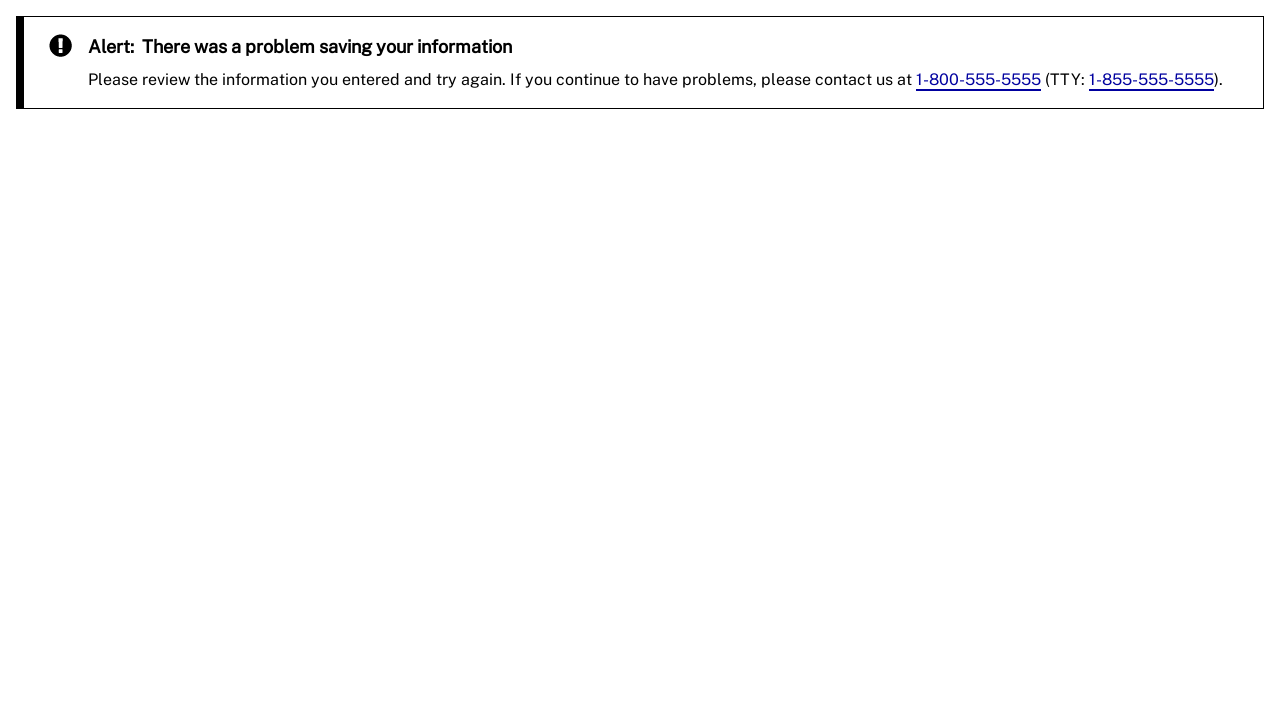 Alert: There was a problem saving your information
Please review the information you entered and try again. If you continue to have problems, please contact us at 1-800-555-5555 (TTY: 1-855-555-5555).